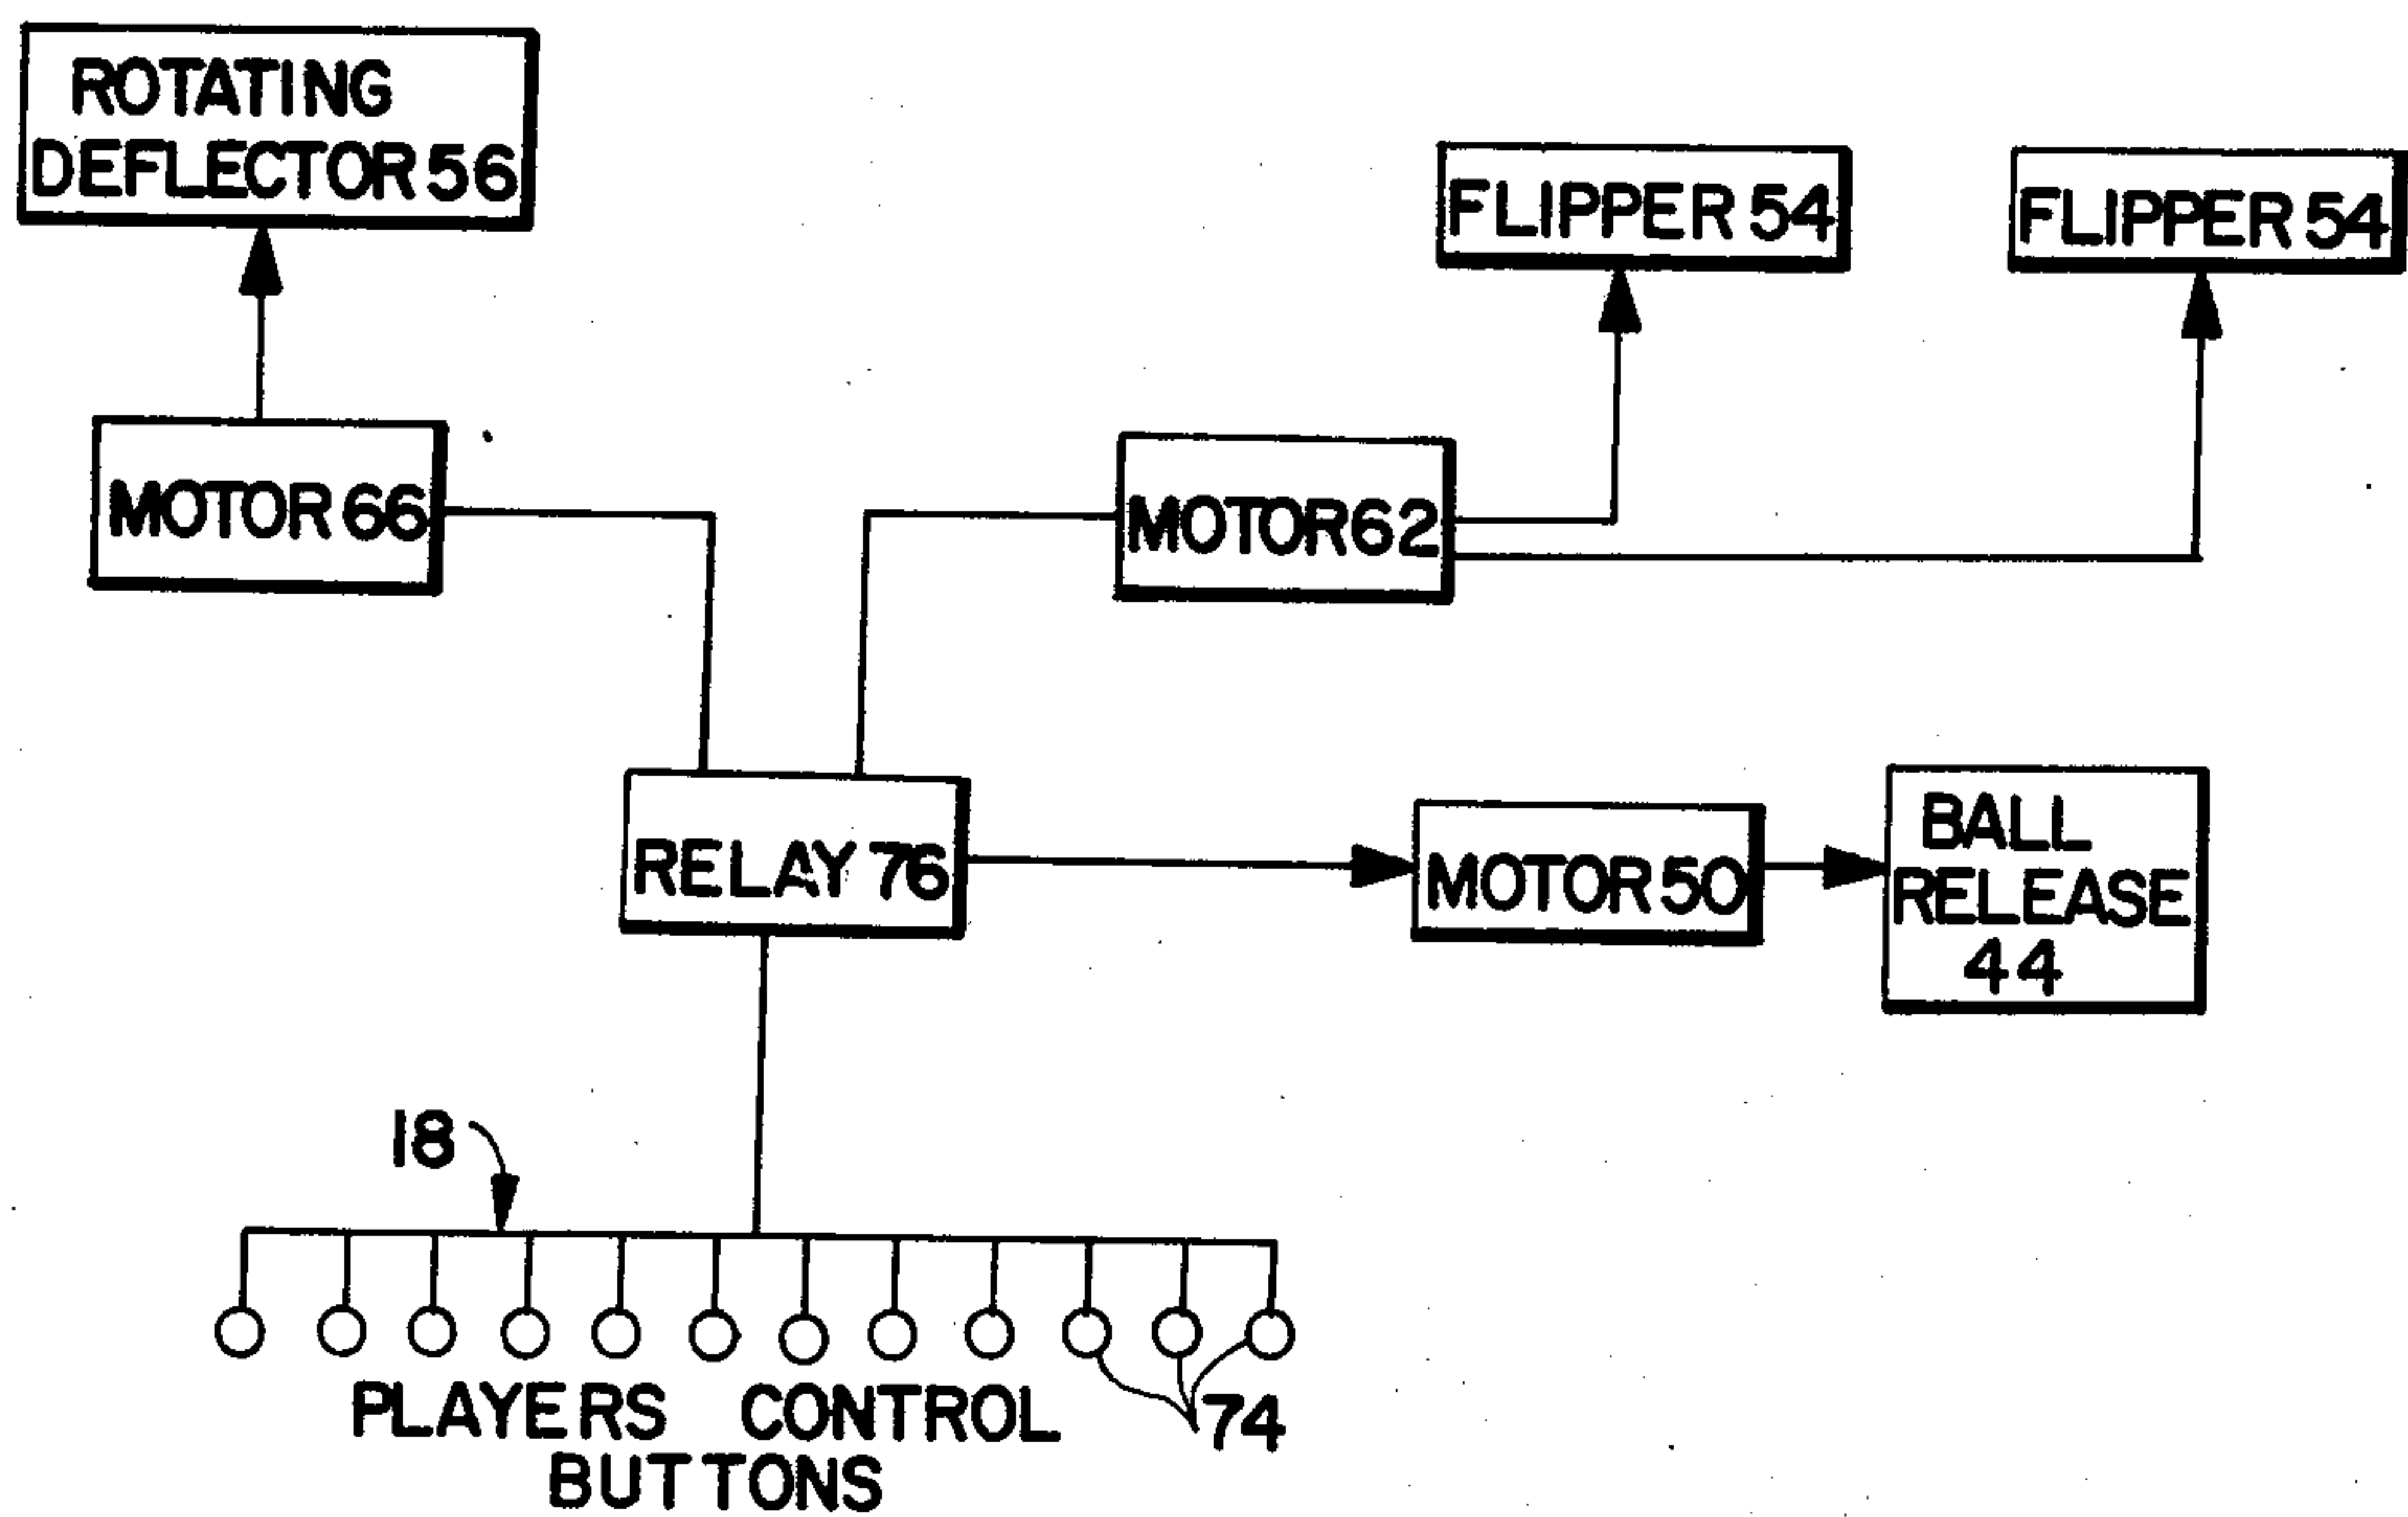 ROTATING
DEFLECTOR 56
FLIPPER 54
FLIPPER 54
MOTOR 66
MOTOR 62
RELAY 76
MOTOR 50
BALL
RELEASE
44
18
PLAYERS CONTROL
BUTTONS
74